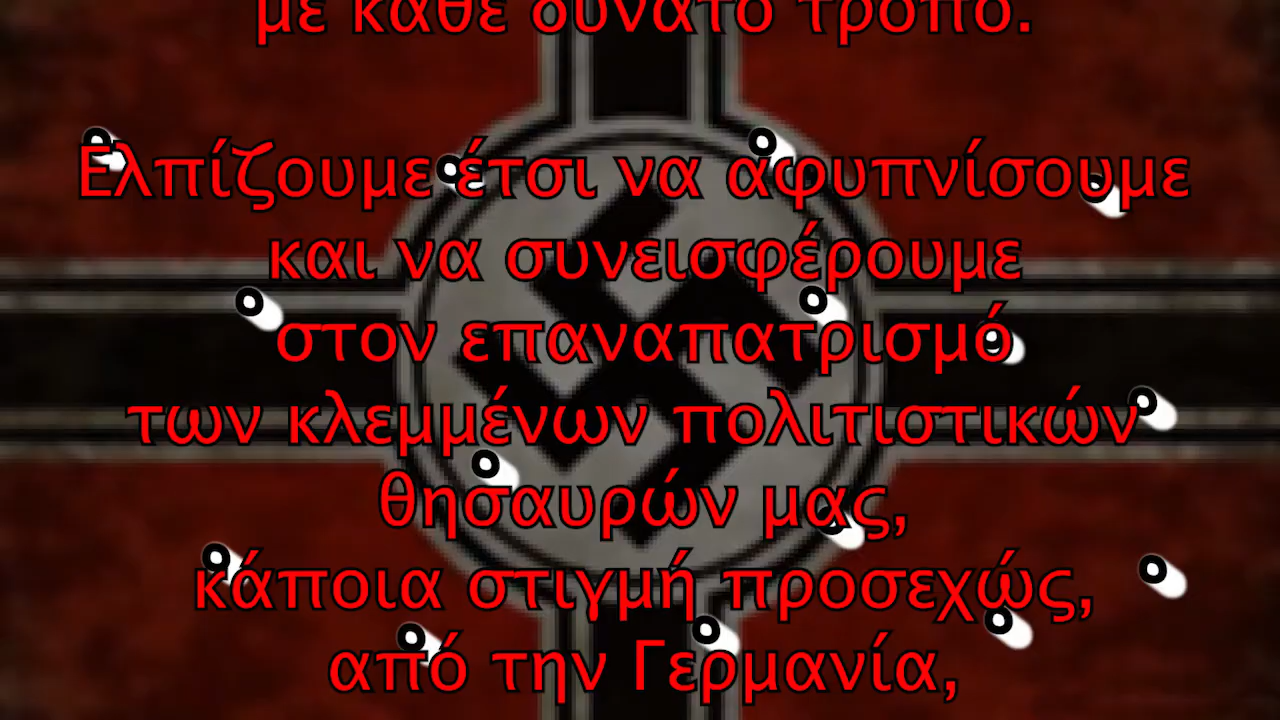 με κάθε δυνατό τρόπο.
Ελπίζουμε έτσι να αφυπνίσουμε
και να συνεισφέρουμε
στον επαναπατρισμό
των κλεμμένων πολιτιστικών
θησαυρών μας,
κάποια στιγμή προσεχώς,
από την Γερμανία,